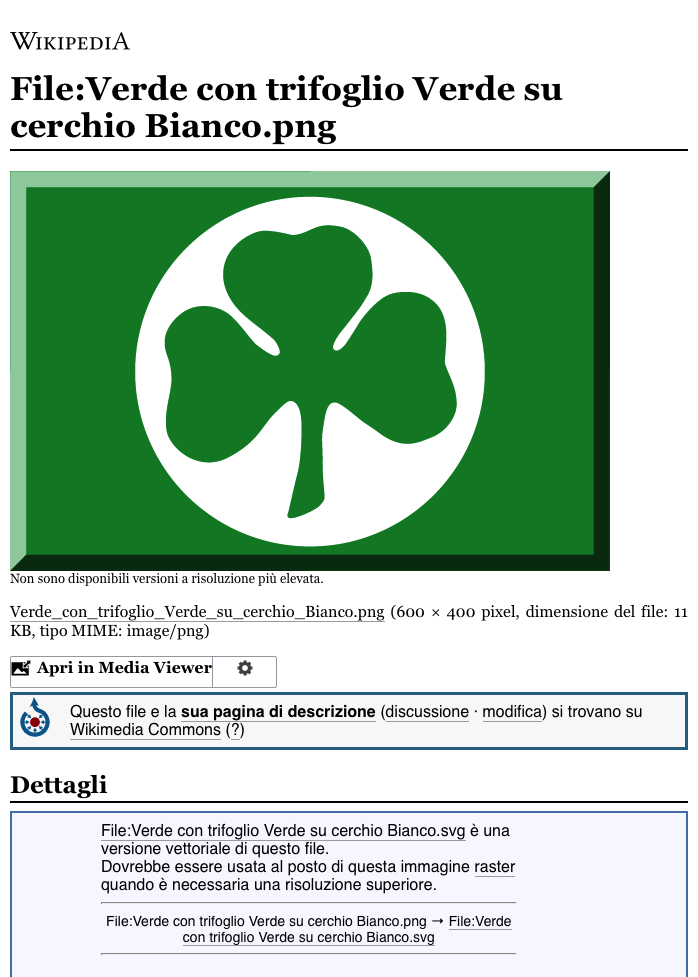 WIKIPEDIA
File:Verde con trifoglio Verde su
cerchio Bianco.png
Non sono disponibili versioni a risoluzione più elevata.
Verde_con_trifoglio_Verde_su_cerchio_Bianco.png (600 × 400 pixel, dimensione del file: 11
KB, tipo MIME: image/png)
Apri in Media Viewer
Questo file e la sua pagina di descrizione (discussione · modifica) si trovano su
Wikimedia Commons (?)
Dettagli
File:Verde con trifoglio Verde su cerchio Bianco.svg è una
versione vettoriale di questo file.
Dovrebbe essere usata al posto di questa immagine raster
quando è necessaria una risoluzione superiore.
File:Verde con trifoglio Verde su cerchio Bianco.png → File:Verde
con trifoglio Verde su cerchio Bianco.svg